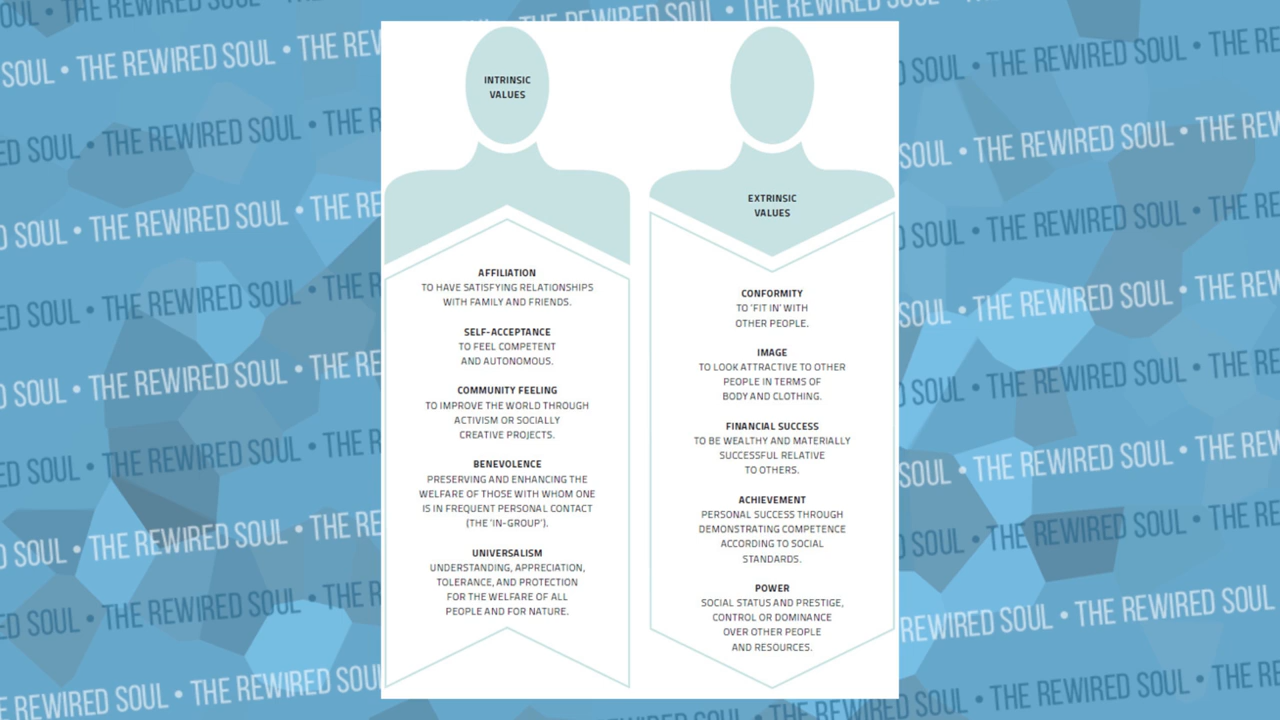 INTRINSIC
VALUES
AFFILIATION
TO HAVE SATISFYING RELATIONSHIPS
WITH FAMILY AND FRIENDS.
SELF-ACCEPTANCE
TO FEEL COMPETENT
AND AUTONOMOUS.
COMMUNITY FEELING
TO IMPROVE THE WORLD THROUGH
ACTIVISM OR SOCIALLY
CREATIVE PROJECTS.
BENEVOLENCE
PRESERVING AND ENHANCING THE
WELFARE OF THOSE WITH WHOM ONE
IS IN FREQUENT PERSONAL CONTACT
(THE 'IN-GROUP').
UNIVERSALISM
UNDERSTANDING, APPRECIATION,
TOLERANCE, AND PROTECTION
FOR THE WELFARE OF ALL
PEOPLE AND FOR NATURE.
EXTRINSIC
VALUES
CONFORMITY
TO 'FIT IN' WITH
OTHER PEOPLE.
IMAGE
TO LOOK ATTRACTIVE TO OTHER
PEOPLE IN TERMS OF
BODY AND CLOTHING.
FINANCIAL SUCCESS
TO BE WEALTHY AND MATERIALLY
SUCCESSFUL RELATIVE
TO OTHERS.
ACHIEVEMENT
PERSONAL SUCCESS THROUGH
DEMONSTRATING COMPETENCE
ACCORDING TO SOCIAL
STANDARDS.
POWER
SOCIAL STATUS AND PRESTIGE,
CONTROL OR DOMINANCE
OVER OTHER PEOPLE
AND RESOURCES.
THE REWIRED SOUL • THE REWIRED SOUL
SOUL • THE REWIRED SOUL